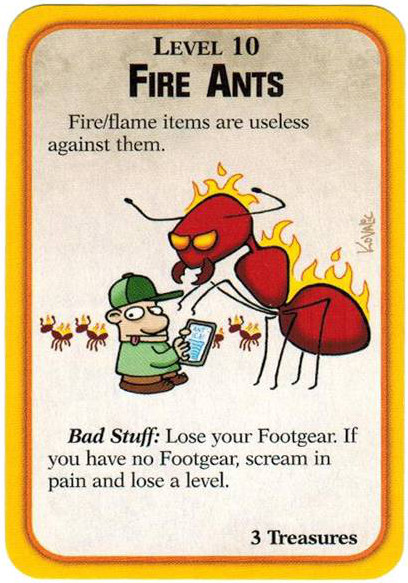 LEVEL 10
FIRE ANTS
Fire/flame items are useless
against them.
KOVALIC
Bad Stuff: Lose your Footgear. If
you have no Footgear, scream in
pain and lose a level.
3 Treasures